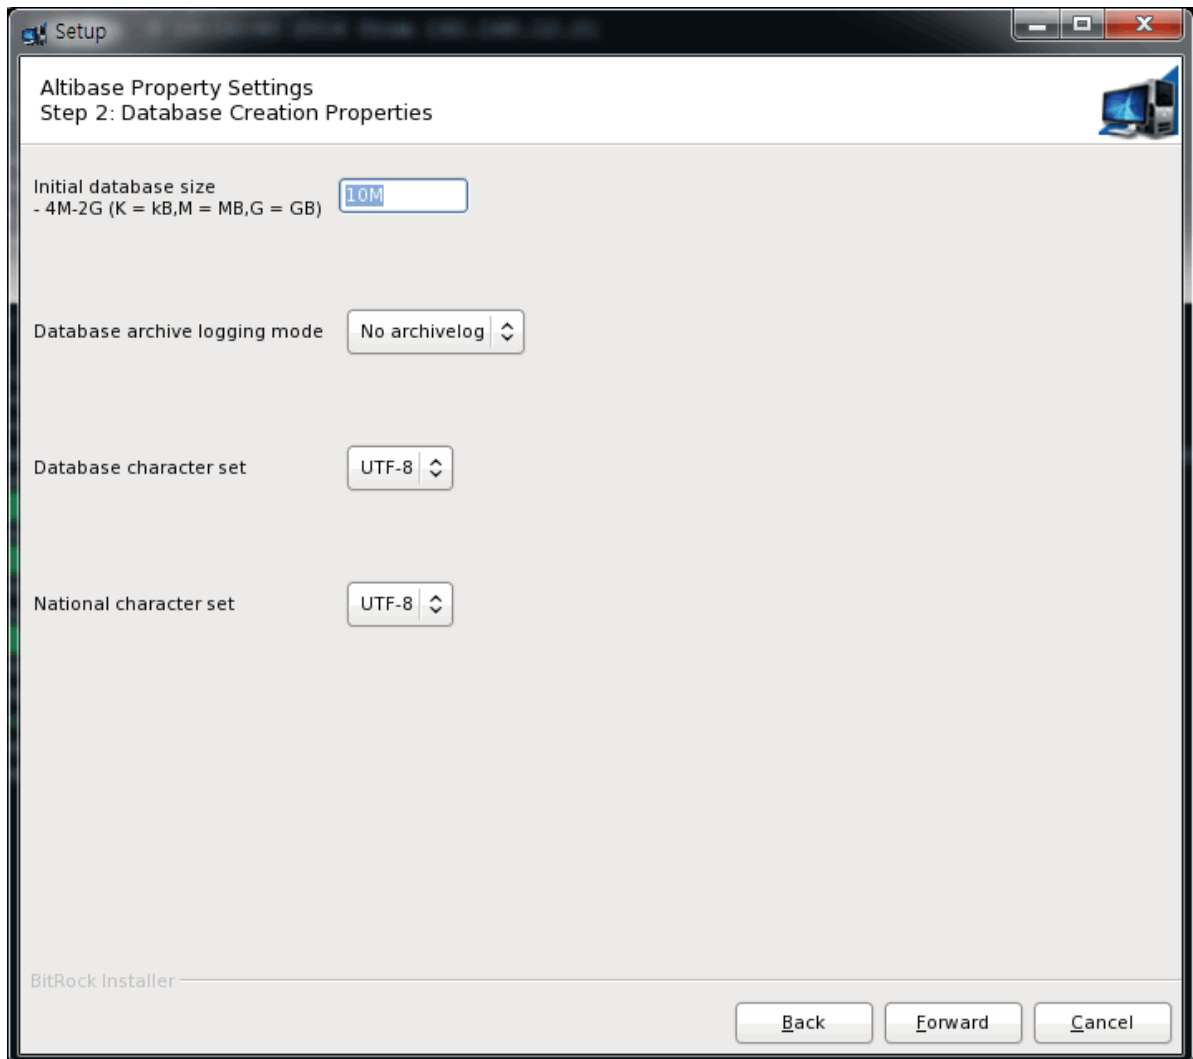 Setup
Altibase Property Settings
Step 2: Database Creation Properties
Initial database size
- 4M-2G (K = kB,M = MB,G = GB)
10M
Database archive logging mode
No archivelog
Database character set
UTF-8
National character set
UTF-8
BitRock Installer
Back
Forward
Cancel